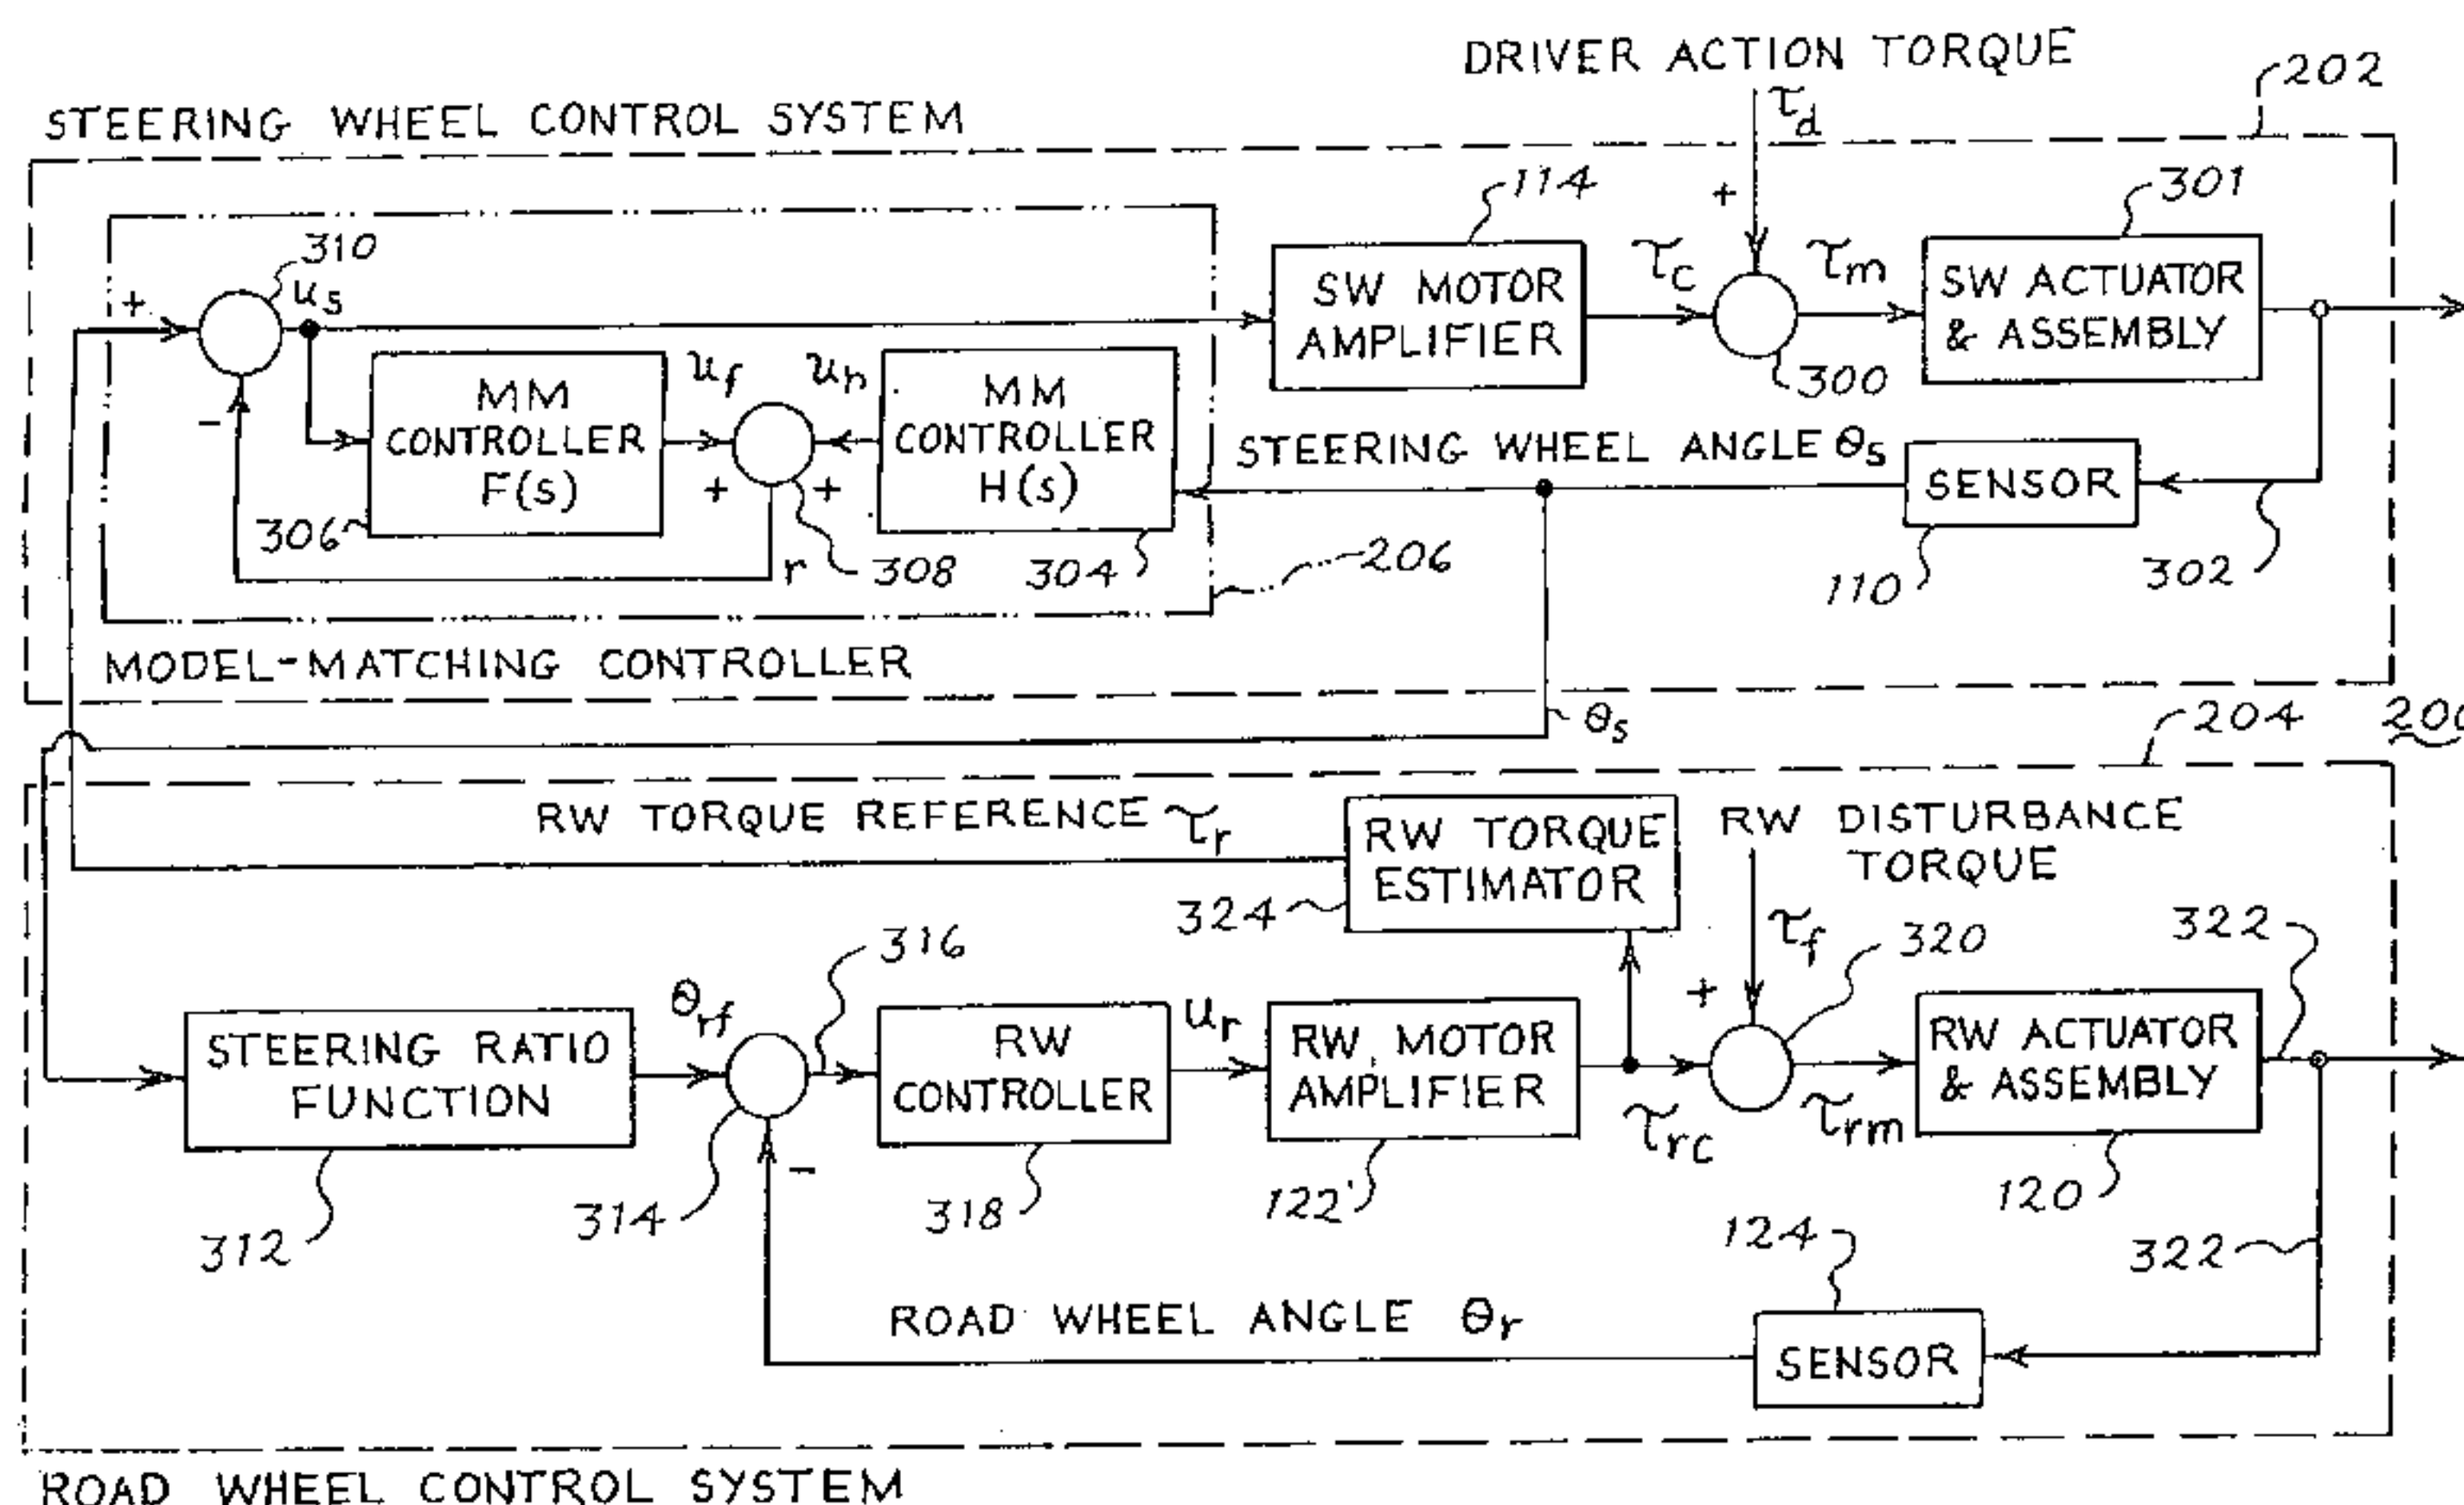 DRIVER ACTION TORQUE
202
τd
STEERING WHEEL CONTROL SYSTEM
+
114
301
310
us
+
τc
τm
SW MOTOR
AMPLIFIER
SW ACTUATOR
& ASSEMBLY
300
-
MM
CONTROLLER
F(s)
uf
uh
MM
CONTROLLER
H(s)
+
+
STEERING WHEEL ANGLE θs
SENSOR
306
r
308
304
206
110
302
MODEL-MATCHING CONTROLLER
θs
204
RW TORQUE REFERENCE τr
RW TORQUE
ESTIMATOR
RW DISTURBANCE
TORQUE
324
τf
322
316
320
+
θrf
ur
STEERING RATIO
FUNCTION
RW
CONTROLLER
RW MOTOR
AMPLIFIER
RW ACTUATOR
& ASSEMBLY
τrc
τrm
-
312
314
318
122
120
124
322
ROAD WHEEL ANGLE θr
SENSOR
ROAD WHEEL CONTROL SYSTEM